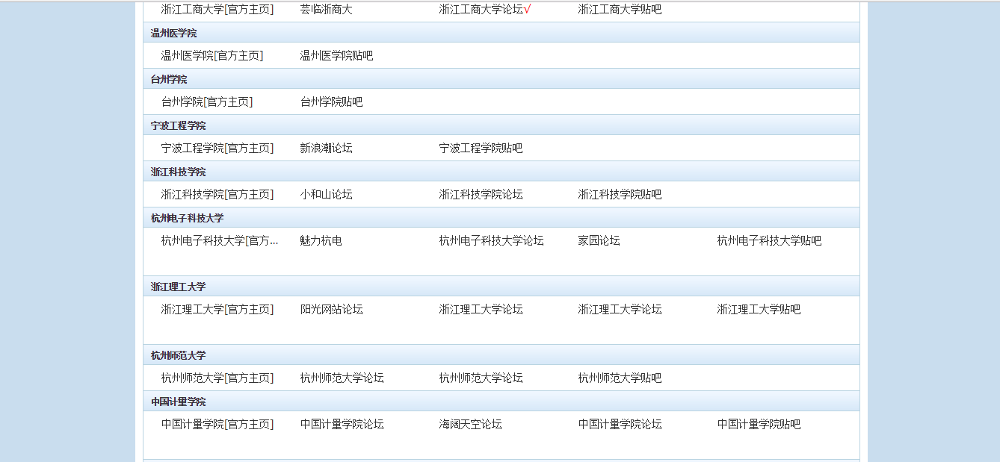 浙江工商大学[官方主页] 芸临浙商大 浙江工商大学论坛√ 浙江工商大学贴吧
温州医学院
温州医学院[官方主页] 温州医学院贴吧
台州学院
台州学院[官方主页] 台州学院贴吧
宁波工程学院
宁波工程学院[官方主页] 新浪潮论坛 宁波工程学院贴吧
浙江科技学院
浙江科技学院[官方主页] 小和山论坛 浙江科技学院论坛 浙江科技学院贴吧
杭州电子科技大学
杭州电子科技大学[官方... 魅力杭电 杭州电子科技大学论坛 家园论坛 杭州电子科技大学贴吧
浙江理工大学
浙江理工大学[官方主页] 阳光网站论坛 浙江理工大学论坛 浙江理工大学论坛 浙江理工大学贴吧
杭州师范大学
杭州师范大学[官方主页] 杭州师范大学论坛 杭州师范大学论坛 杭州师范大学贴吧
中国计量学院
中国计量学院[官方主页] 中国计量学院论坛 海阔天空论坛 中国计量学院论坛 中国计量学院贴吧